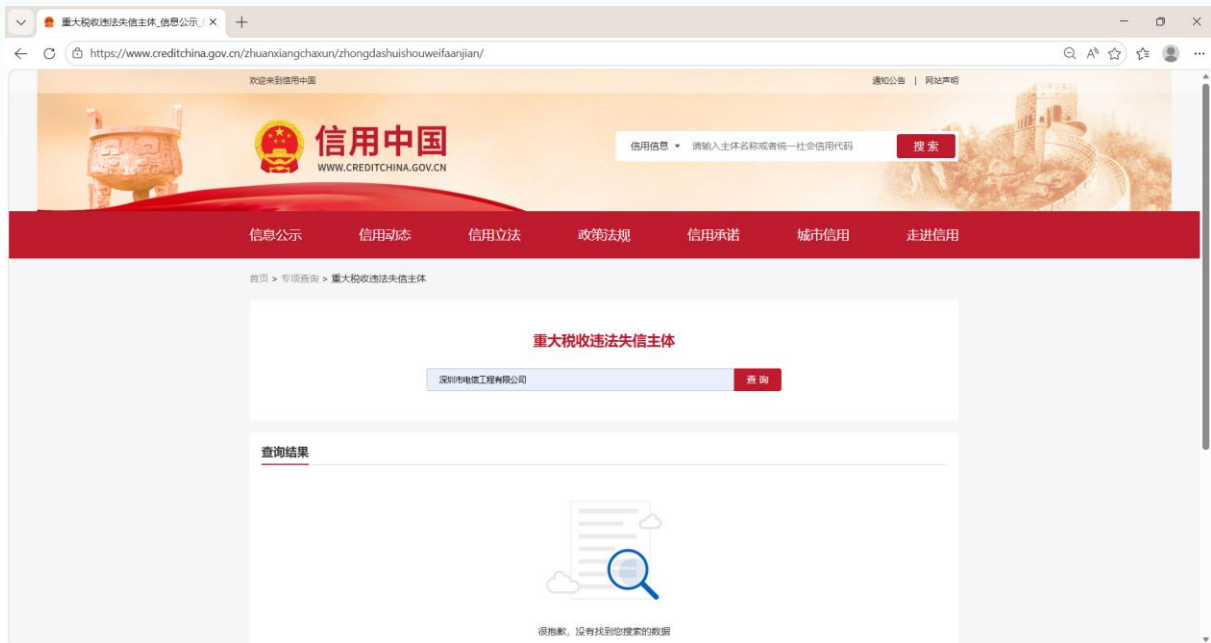 重大税收违法失信主体_信息公示_
https://www.creditchina.gov.cn/zhuanxiangchaxun/zhongdashuishouweifaanjian/
欢迎来到信用中国
通知公告 | 网站声明
信用中国
WWW.CREDITCHINA.GOV.CN
信用信息 请输入主体名称或者统一社会信用代码 搜索
信息公示 信用动态 信用立法 政策法规 信用承诺 城市信用 走进信用
首页 > 专项查询 > 重大税收违法失信主体
重大税收违法失信主体
深圳市电信工程有限公司 查询
查询结果
很抱歉，没有找到您搜索的数据